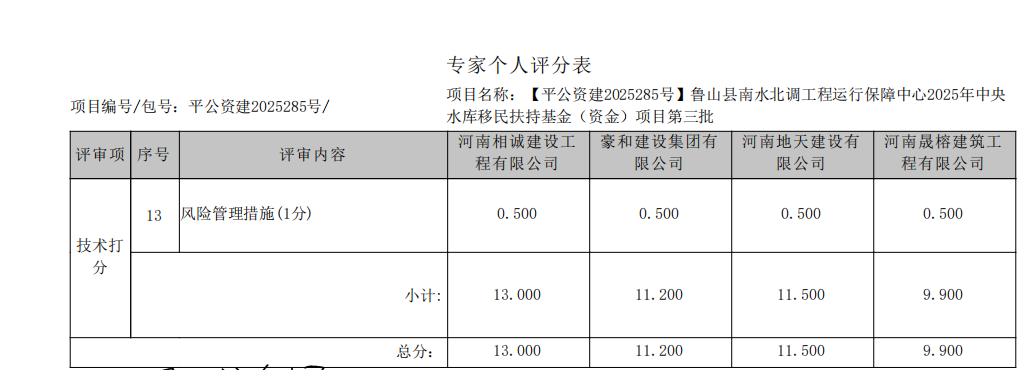 专家个人评分表
项目编号/包号: 平公资建2025285号/
项目名称: 【平公资建2025285号】鲁山县南水北调工程运行保障中心2025年中央
水库移民扶持基金（资金）项目第三批
评审项 序号 评审内容 河南相诚建设工程有限公司 豪和建设集团有限公司 河南地天建设有限公司 河南晟榕建筑工程有限公司
技术打分 13 风险管理措施(1分) 0.500 0.500 0.500 0.500
小计: 13.000 11.200 11.500 9.900
总分: 13.000 11.200 11.500 9.900